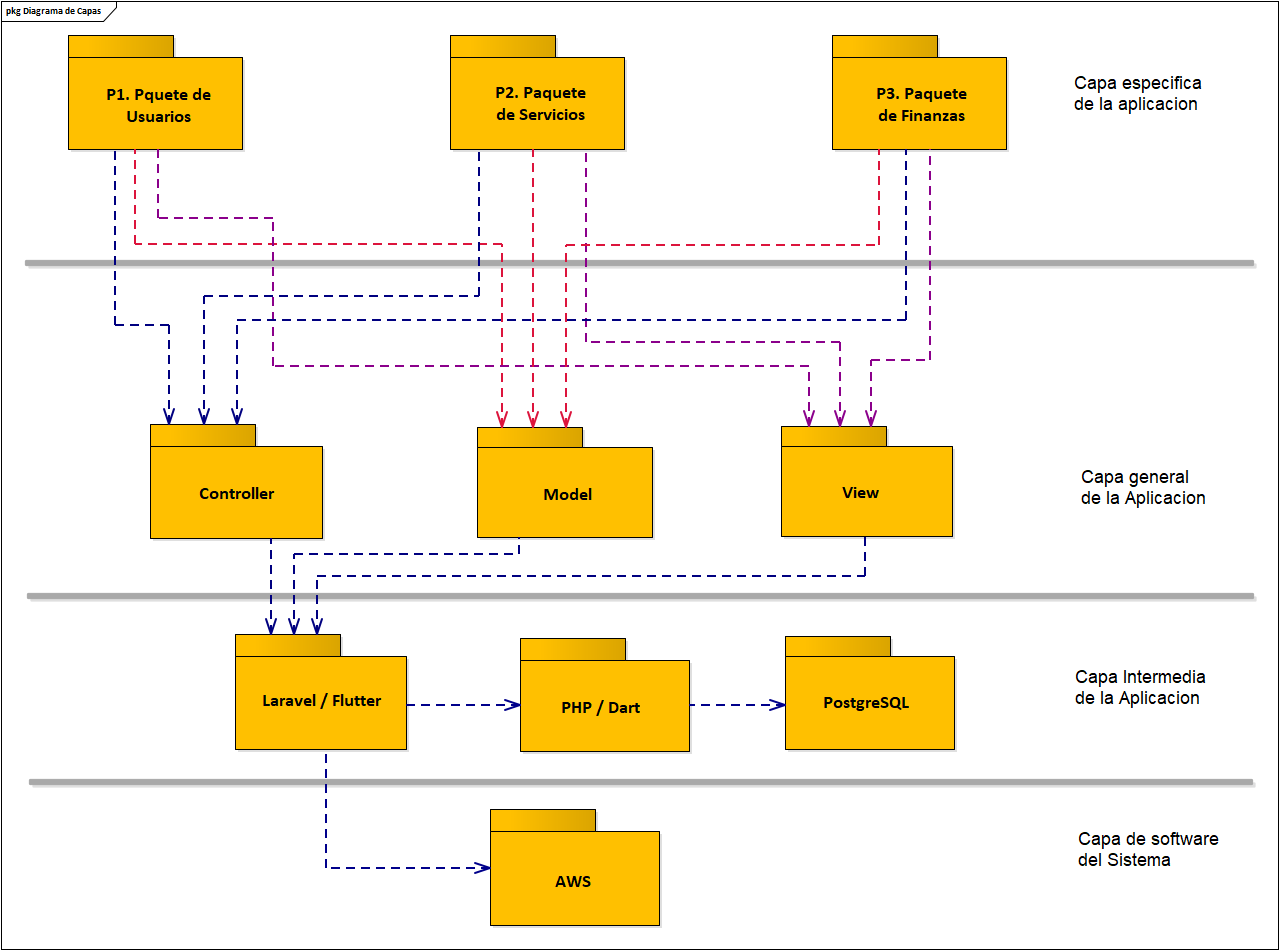 pkg Diagrama de Capas
P1. Pquete de
Usuarios
P2. Paquete
de Servicios
P3. Paquete
de Finanzas
Capa especifica
de la aplicacion
Controller
Model
View
Capa general
de la Aplicacion
Laravel / Flutter
PHP / Dart
PostgreSQL
Capa Intermedia
de la Aplicacion
AWS
Capa de software
del Sistema